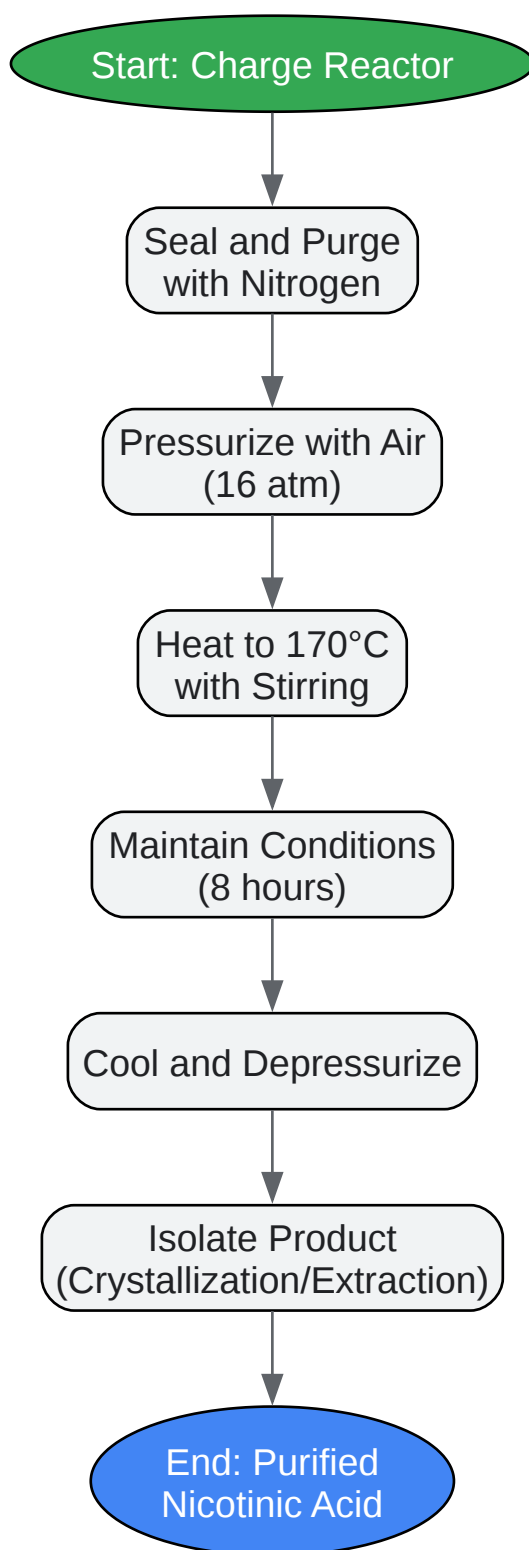 Start: Charge Reactor
Seal and Purge
with Nitrogen
Pressurize with Air
(16 atm)
Heat to 170°C
with Stirring
Maintain Conditions
(8 hours)
Cool and Depressurize
Isolate Product
(Crystallization/Extraction)
End: Purified
Nicotinic Acid